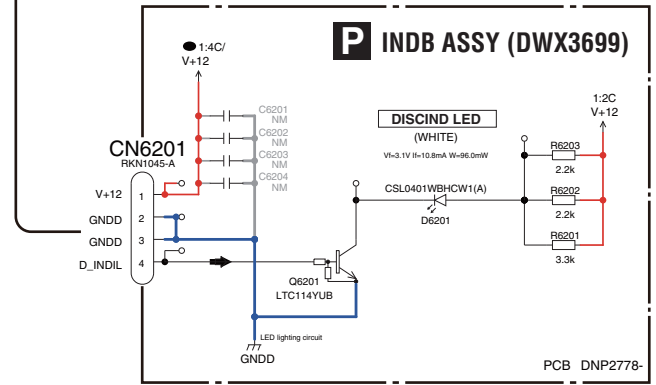 P INDB ASSY (DWX3699)
1:4C/
V+12
C6201
NM
C6202
NM
C6203
NM
C6204
NM
DISCIND LED
(WHITE)
Vf=3.1V If=10.8mA W=96.0mW
1:2C
V+12
CN6201
RKN1045-A
V+12 1
GNDD 2
GNDD 3
D_INDIL 4
CSL0401WBHCW1(A)
D6201
R6203
2.2k
R6202
2.2k
R6201
3.3k
Q6201
LTC114YUB
LED lighting circuit
GNDD
PCB DNP2778-